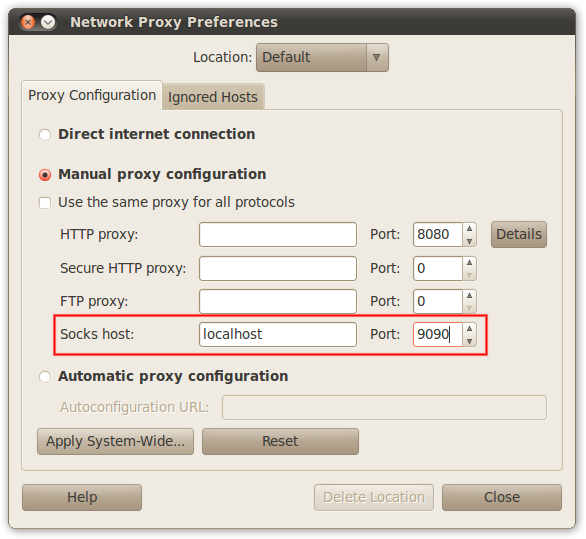 Network Proxy Preferences
Location: Default
Proxy Configuration Ignored Hosts
Direct internet connection
Manual proxy configuration
Use the same proxy for all protocols
HTTP proxy: Port: 8080 Details
Secure HTTP proxy: Port: 0
FTP proxy: Port: 0
Socks host: localhost Port: 9090
Automatic proxy configuration
Autoconfiguration URL:
Apply System-Wide... Reset
Help Delete Location Close